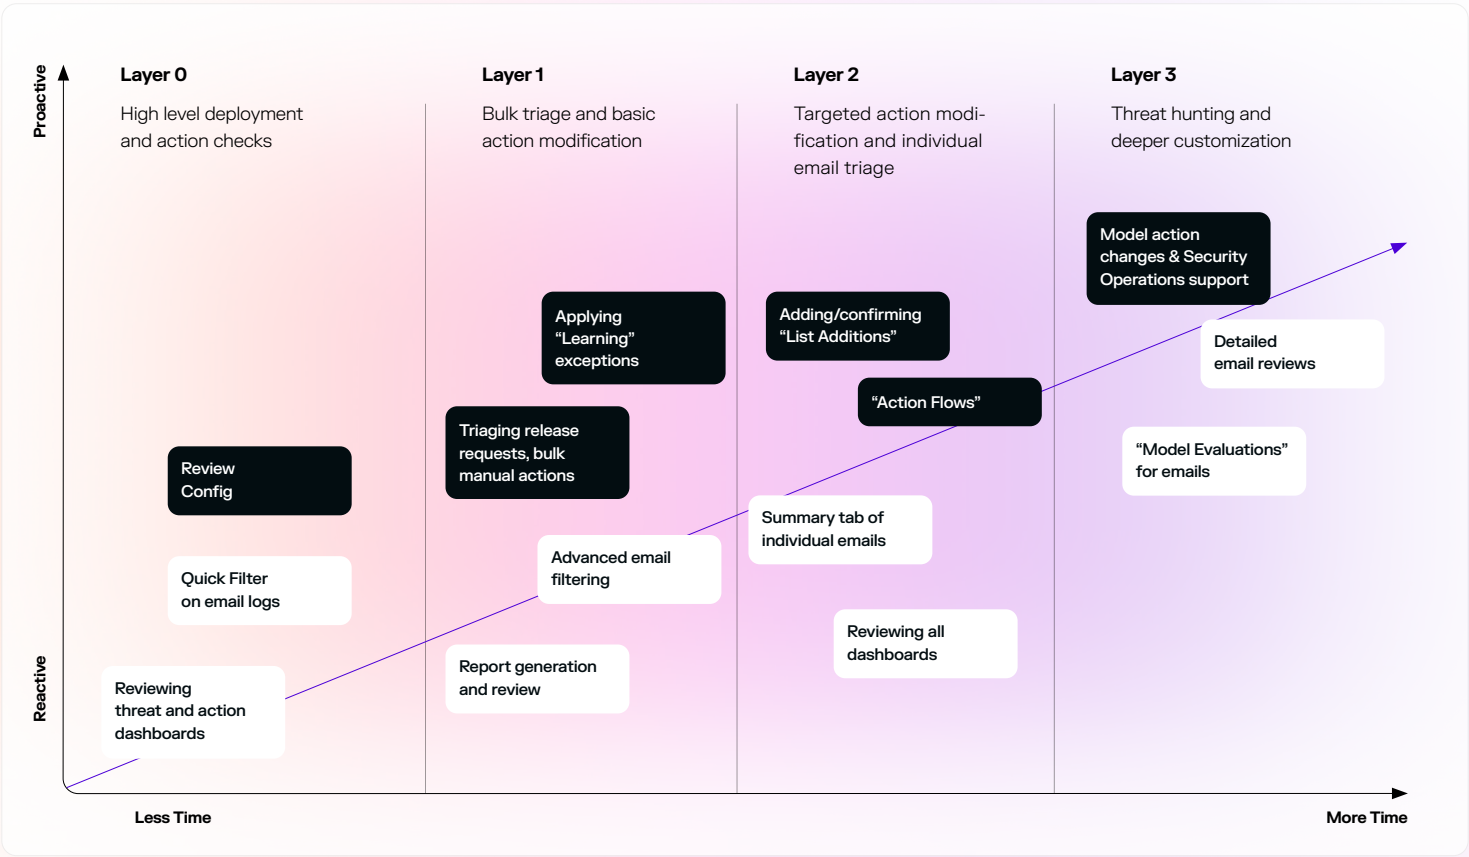 Proactive
Reactive
Layer 0
High level deployment
and action checks
Review
Config
Quick Filter
on email logs
Reviewing
threat and action
dashboards
Layer 1
Bulk triage and basic
action modification
Applying
“Learning”
exceptions
Triaging release
requests, bulk
manual actions
Advanced email
filtering
Report generation
and review
Layer 2
Targeted action modi-
fication and individual
email triage
Adding/confirming
“List Additions”
“Action Flows”
Summary tab of
individual emails
Reviewing all
dashboards
Layer 3
Threat hunting and
deeper customization
Model action
changes & Security
Operations support
Detailed
email reviews
“Model Evaluations”
for emails
Less Time
More Time